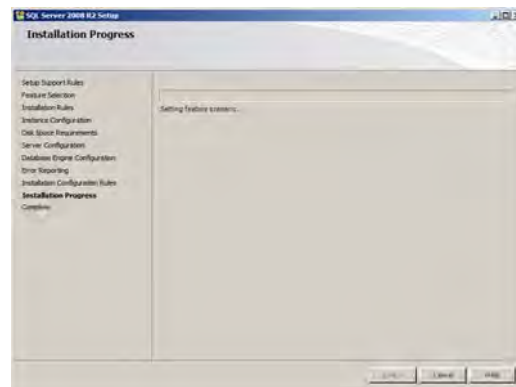 SQL Server 2008 R2 Setup
Installation Progress
Setup Support Rules
Feature Selection
Installation Rules
Instance Configuration
Disk Space Requirements
Server Configuration
Database Engine Configuration
Error Reporting
Installation Configuration Rules
Installation Progress
Complete
Setting feature
Cancel
Help